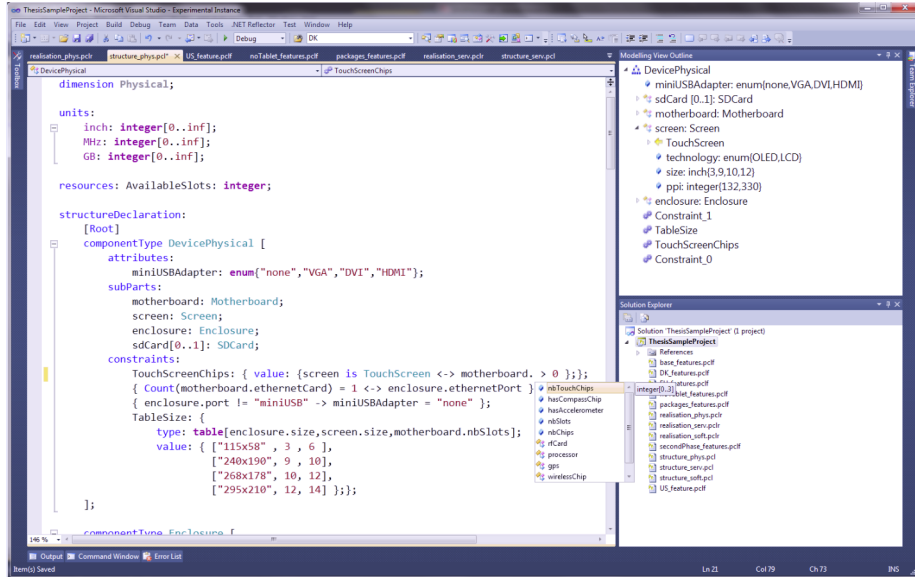 ThesisSampleProject - Microsoft Visual Studio - Experimental Instance
File Edit View Project Build Debug Team Data Tools .NET Reflector Test Window Help
Debug DK
realisation_phys.pclr structure_phys.pcl* US_feature.pclf noTablet_features.pclf packages_features.pclf realisation_serv.pclr structure_serv.pcl
DevicePhysical TouchScreenChips
Toolbox
dimension Physical;
units:
inch: integer[0..inf];
MHz: integer[0..inf];
GB: integer[0..inf];
resources: AvailableSlots: integer;
structureDeclaration:
[Root]
componentType DevicePhysical [
attributes:
miniUSBAdapter: enum{"none","VGA","DVI","HDMI"};
subParts:
motherboard: Motherboard;
screen: Screen;
enclosure: Enclosure;
sdCard[0..1]: SDCard;
constraints:
TouchScreenChips: { value: {screen is TouchScreen <-> motherboard. > 0 };};
{ Count(motherboard.ethernetCard) = 1 <-> enclosure.ethernetPort }
{ enclosure.port != "miniUSB" -> miniUSBAdapter = "none" };
TableSize: {
type: table[enclosure.size,screen.size,motherboard.nbSlots];
value: { ["115x58" , 3 , 6 ],
["240x190", 9 , 10],
["268x178", 10, 12],
["295x210", 12, 14] };};
];
componentType Enclosure [
nbTouchChips
hasCompassChip
hasAccelerometer
nbSlots
nbChips
rfCard
processor
gps
wirelessChip
integer[0..3]
146 %
Modelling View Outline
DevicePhysical
miniUSBAdapter: enum{none,VGA,DVI,HDMI}
sdCard [0..1]: SDCard
motherboard: Motherboard
screen: Screen
TouchScreen
technology: enum{OLED,LCD}
size: inch{3,9,10,12}
ppi: integer{132,330}
enclosure: Enclosure
Constraint_1
TableSize
TouchScreenChips
Constraint_0
Team Explorer
Solution Explorer
Solution 'ThesisSampleProject' (1 project)
ThesisSampleProject
References
base_features.pclf
DK_features.pclf
noTablet_features.pclf
packages_features.pclf
realisation_phys.pclr
realisation_serv.pclr
realisation_soft.pclr
secondPhase_features.pclf
structure_phys.pcl
structure_serv.pcl
structure_soft.pcl
US_feature.pclf
Output Command Window Error List
Item(s) Saved Ln 21 Col 79 Ch 73 INS